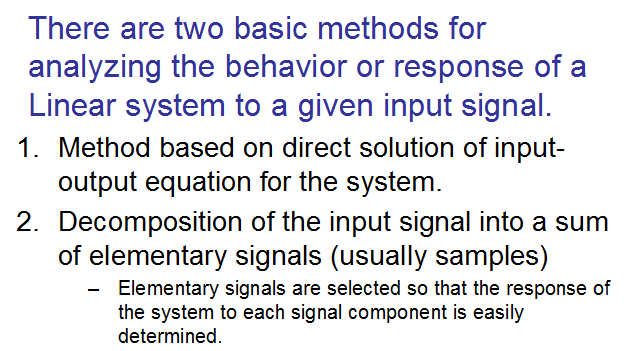 There are two basic methods for
analyzing the behavior or response of a
Linear system to a given input signal.
1. Method based on direct solution of input-
output equation for the system.
2. Decomposition of the input signal into a sum
of elementary signals (usually samples)
– Elementary signals are selected so that the response of
the system to each signal component is easily
determined.